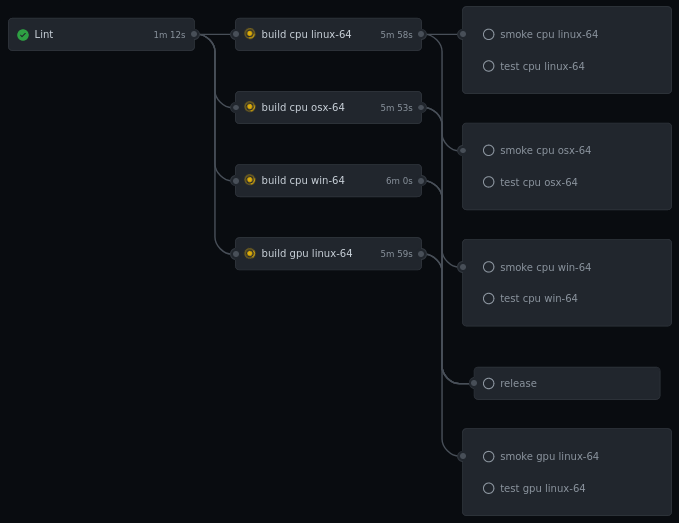 Lint 1m 12s
build cpu linux-64 5m 58s
build cpu osx-64 5m 53s
build cpu win-64 6m 0s
build gpu linux-64 5m 59s
smoke cpu linux-64
test cpu linux-64
smoke cpu osx-64
test cpu osx-64
smoke cpu win-64
test cpu win-64
release
smoke gpu linux-64
test gpu linux-64